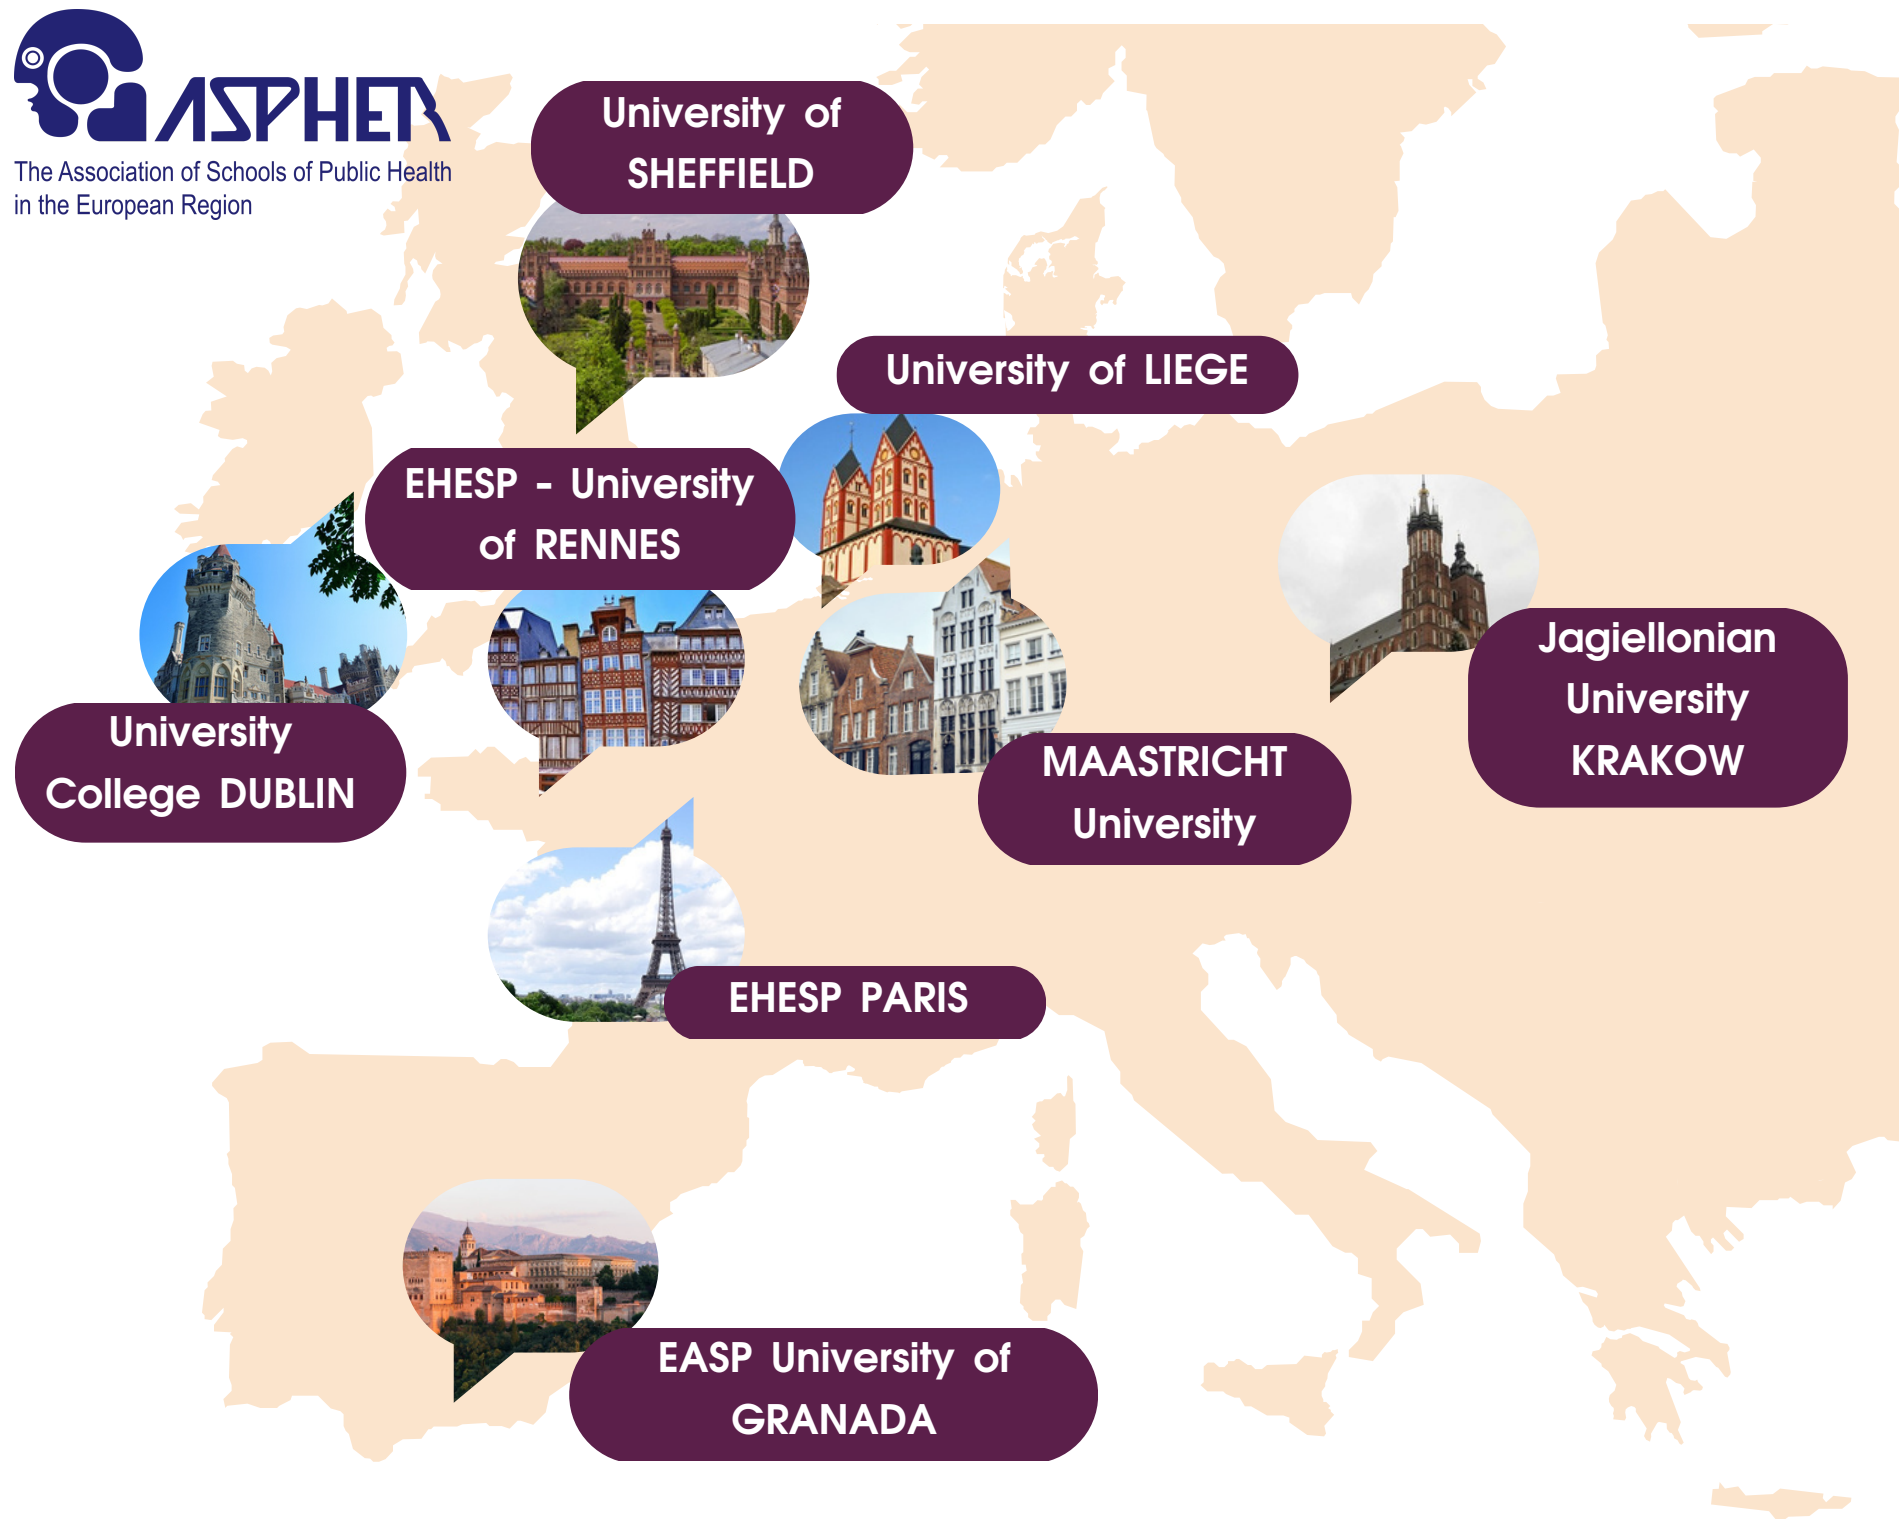 ASPHER
The Association of Schools of Public Health
in the European Region
University of
SHEFFIELD
University of LIEGE
EHESP - University
of RENNES
Jagiellonian
University
KRAKOW
University
College DUBLIN
MAASTRICHT
University
EHESP PARIS
EASP University of
GRANADA